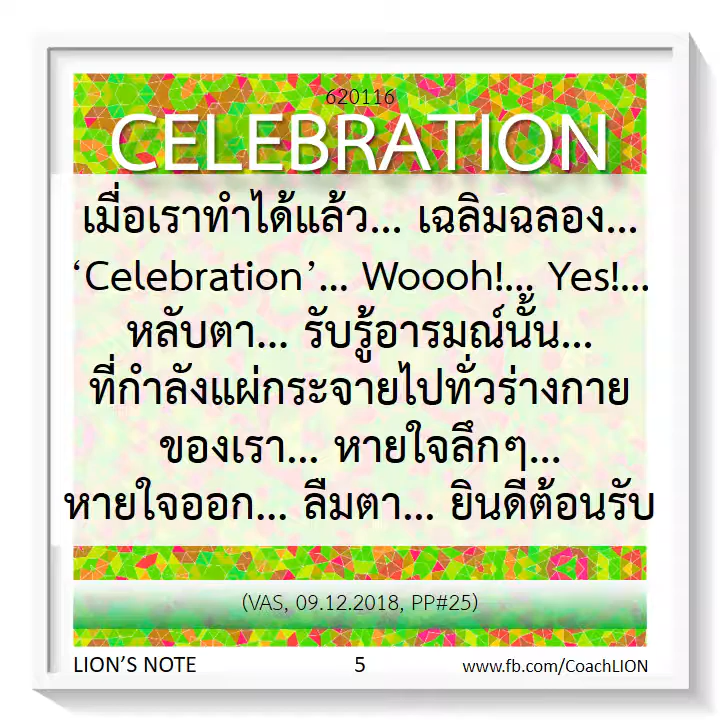 620116
CELEBRATION
เมื่อเราทำได้แล้ว... เฉลิมฉลอง...
‘Celebration’... Woooh!... Yes!...
หลับตา... รับรู้อารมณ์นั้น...
ที่กำลังแผ่กระจายไปทั่วร่างกาย
ของเรา... หายใจลึกๆ...
หายใจออก... ลืมตา... ยินดีต้อนรับ
(VAS, 09.12.2018, PP#25)
LION’S NOTE 5 www.fb.com/CoachLION